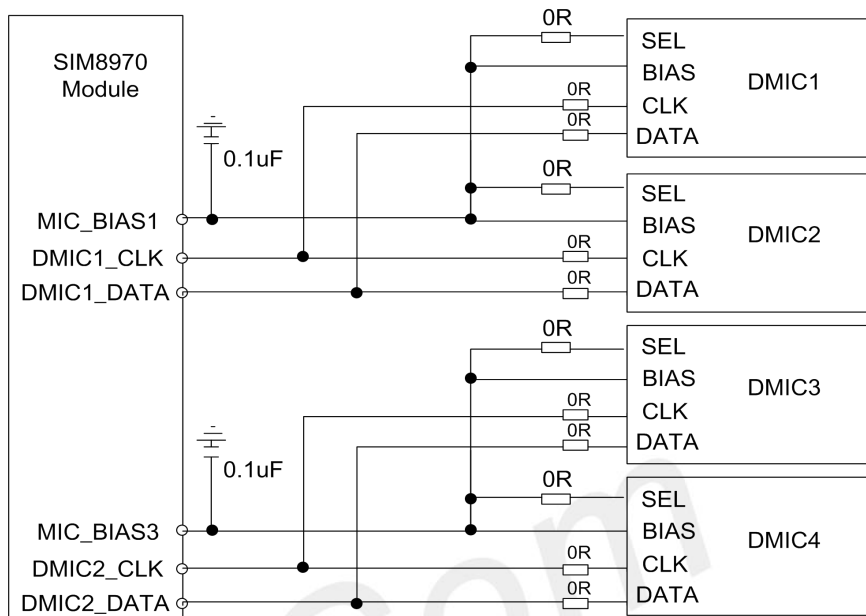 SIM8970
Module
0.1uF
MIC_BIAS1
DMIC1_CLK
DMIC1_DATA
0R
SEL
BIAS
0R
CLK
0R
DATA
DMIC1
0R
SEL
BIAS
0R
CLK
0R
DATA
DMIC2
0.1uF
MIC_BIAS3
DMIC2_CLK
DMIC2_DATA
0R
SEL
BIAS
0R
CLK
0R
DATA
DMIC3
0R
SEL
BIAS
0R
CLK
0R
DATA
DMIC4
Com